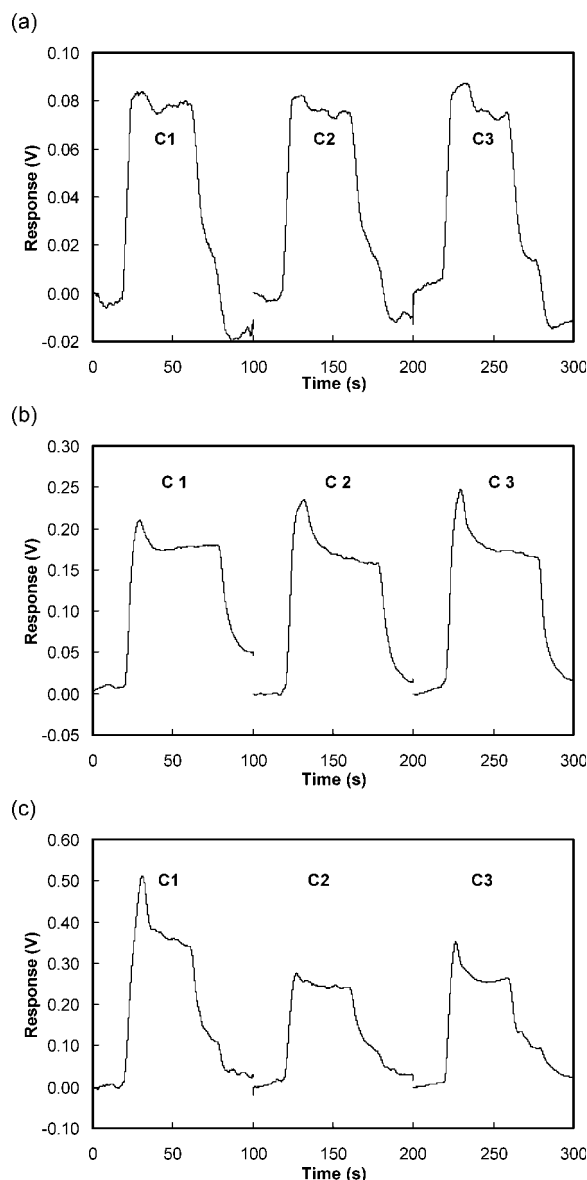 (a)
0.10
0.08
0.06
0.04
0.02
0.00
-0.02
Response (V)
C1 C2 C3
0 50 100 150 200 250 300
Time (s)
(b)
0.30
0.25
0.20
0.15
0.10
0.05
0.00
-0.05
Response (V)
C 1 C 2 C 3
0 50 100 150 200 250 300
Time (s)
(c)
0.60
0.50
0.40
0.30
0.20
0.10
0.00
-0.10
Response (V)
C1 C2 C3
0 50 100 150 200 250 300
Time (s)